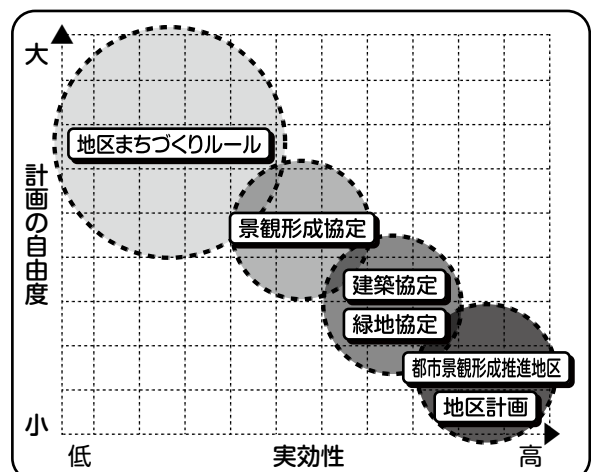 大
地区まちづくりルール
計画の自由度
景観形成協定
建築協定
緑地協定
都市景観形成推進地区
地区計画
小
低
実効性
高